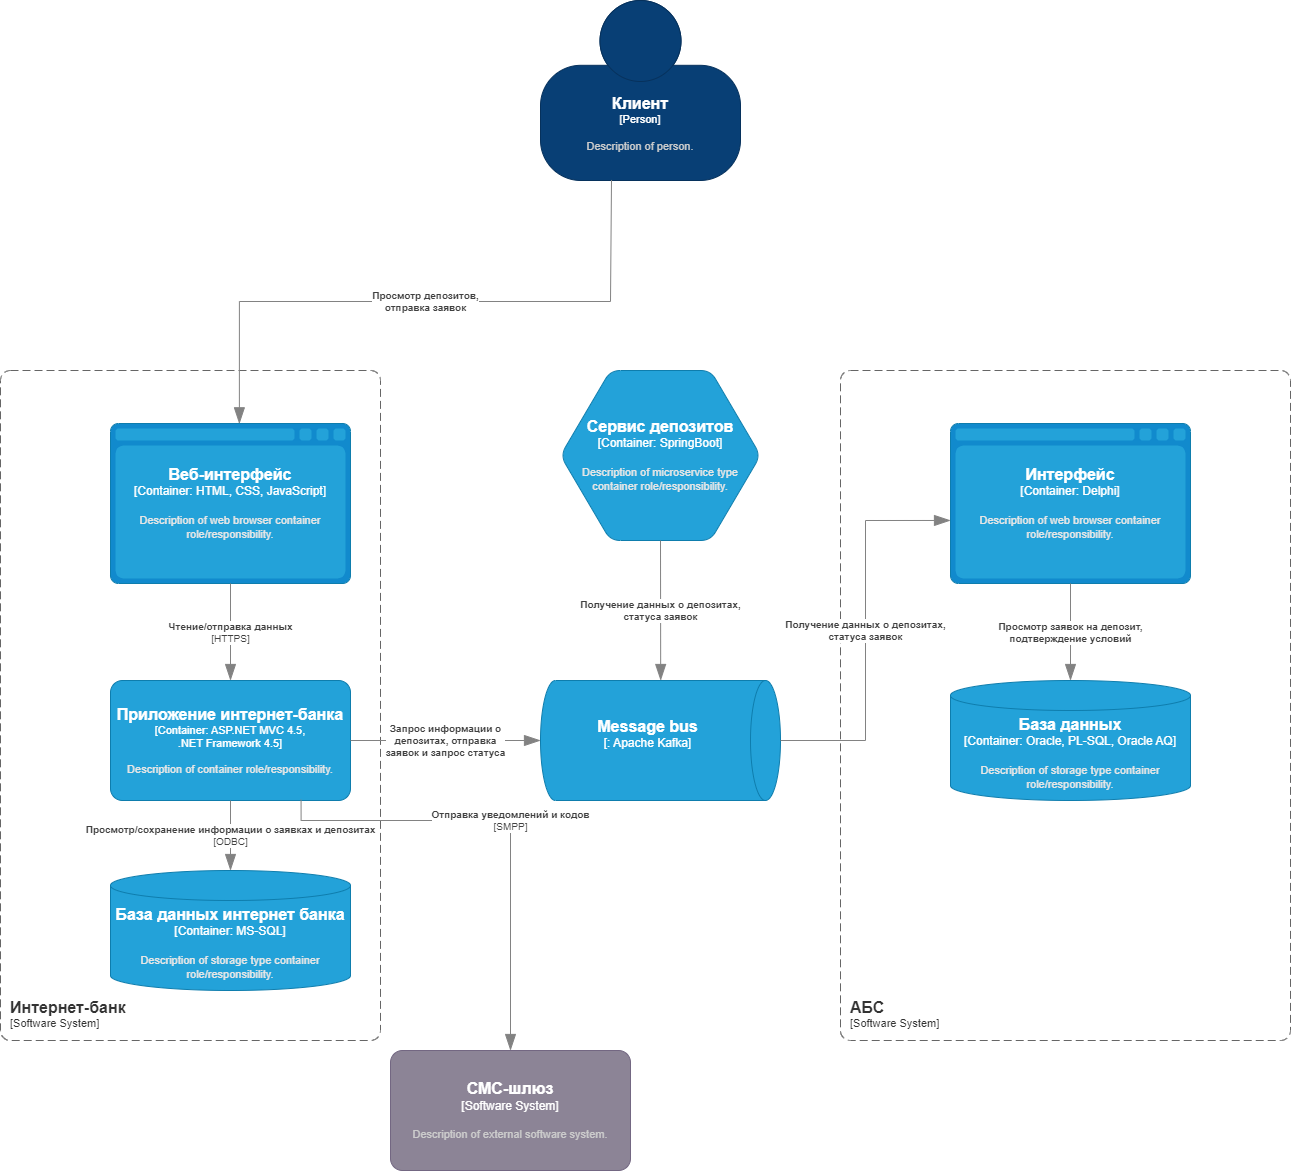 Клиент
[Person]
Description of person.
Просмотр депозитов,
отправка заявок
Веб-интерфейс
[Container: HTML, CSS, JavaScript]
Description of web browser container
role/responsibility.
Чтение/отправка данных
[HTTPS]
Приложение интернет-банка
[Container: ASP.NET MVC 4.5,
.NET Framework 4.5]
Description of container role/responsibility.
Просмотр/сохранение информации о заявках и депозитах
[ODBC]
База данных интернет банка
[Container: MS-SQL]
Description of storage type container
role/responsibility.
Интернет-банк
[Software System]
Сервис депозитов
[Container: SpringBoot]
Description of microservice type
container role/responsibility.
Получение данных о депозитах,
статуса заявок
Запрос информации о
депозитах, отправка
заявок и запрос статуса
Message bus
[: Apache Kafka]
Отправка уведомлений и кодов
[SMPP]
СМС-шлюз
[Software System]
Description of external software system.
Получение данных о депозитах,
статуса заявок
Интерфейс
[Container: Delphi]
Description of web browser container
role/responsibility.
Просмотр заявок на депозит,
подтверждение условий
База данных
[Container: Oracle, PL-SQL, Oracle AQ]
Description of storage type container
role/responsibility.
АБС
[Software System]